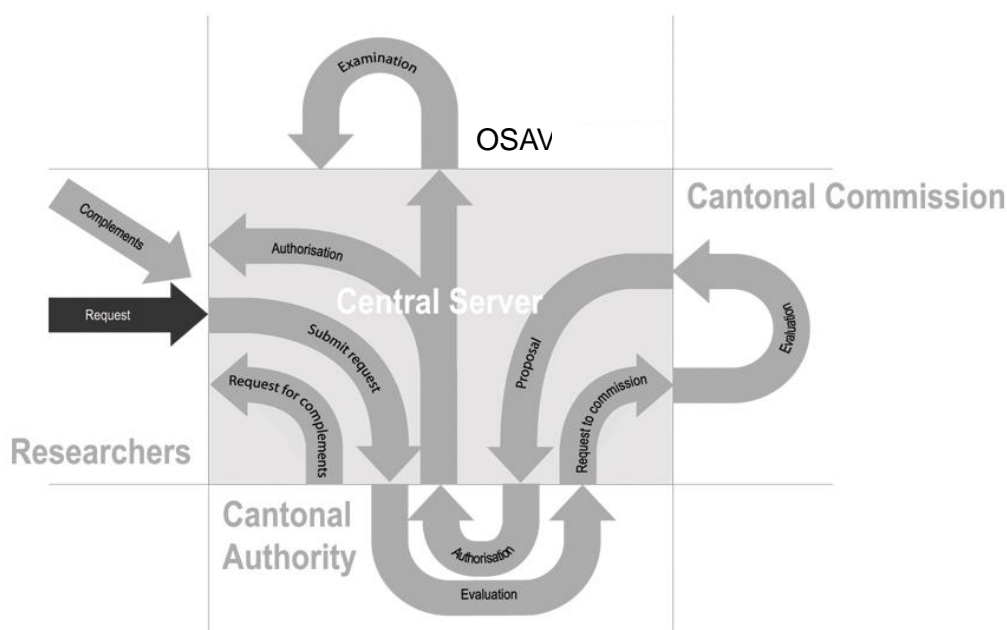 Examination
OSAV
Cantonal Commission
Complements
Authorisation
Central Server
Request
Submit request
Proposal
Evaluation
Request for complements
Request to commission
Researchers
Cantonal
Authority
Authorisation
Evaluation